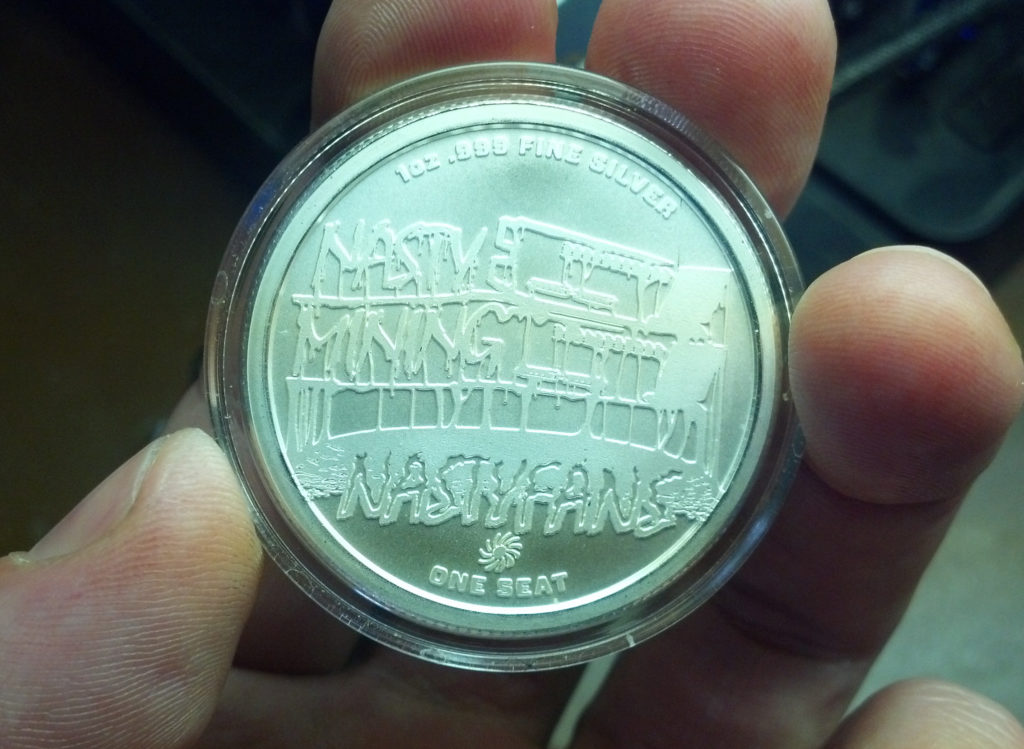 1oz .999 FINE SILVER
NASTY
MINING
NASTYFANS
ONE SEAT